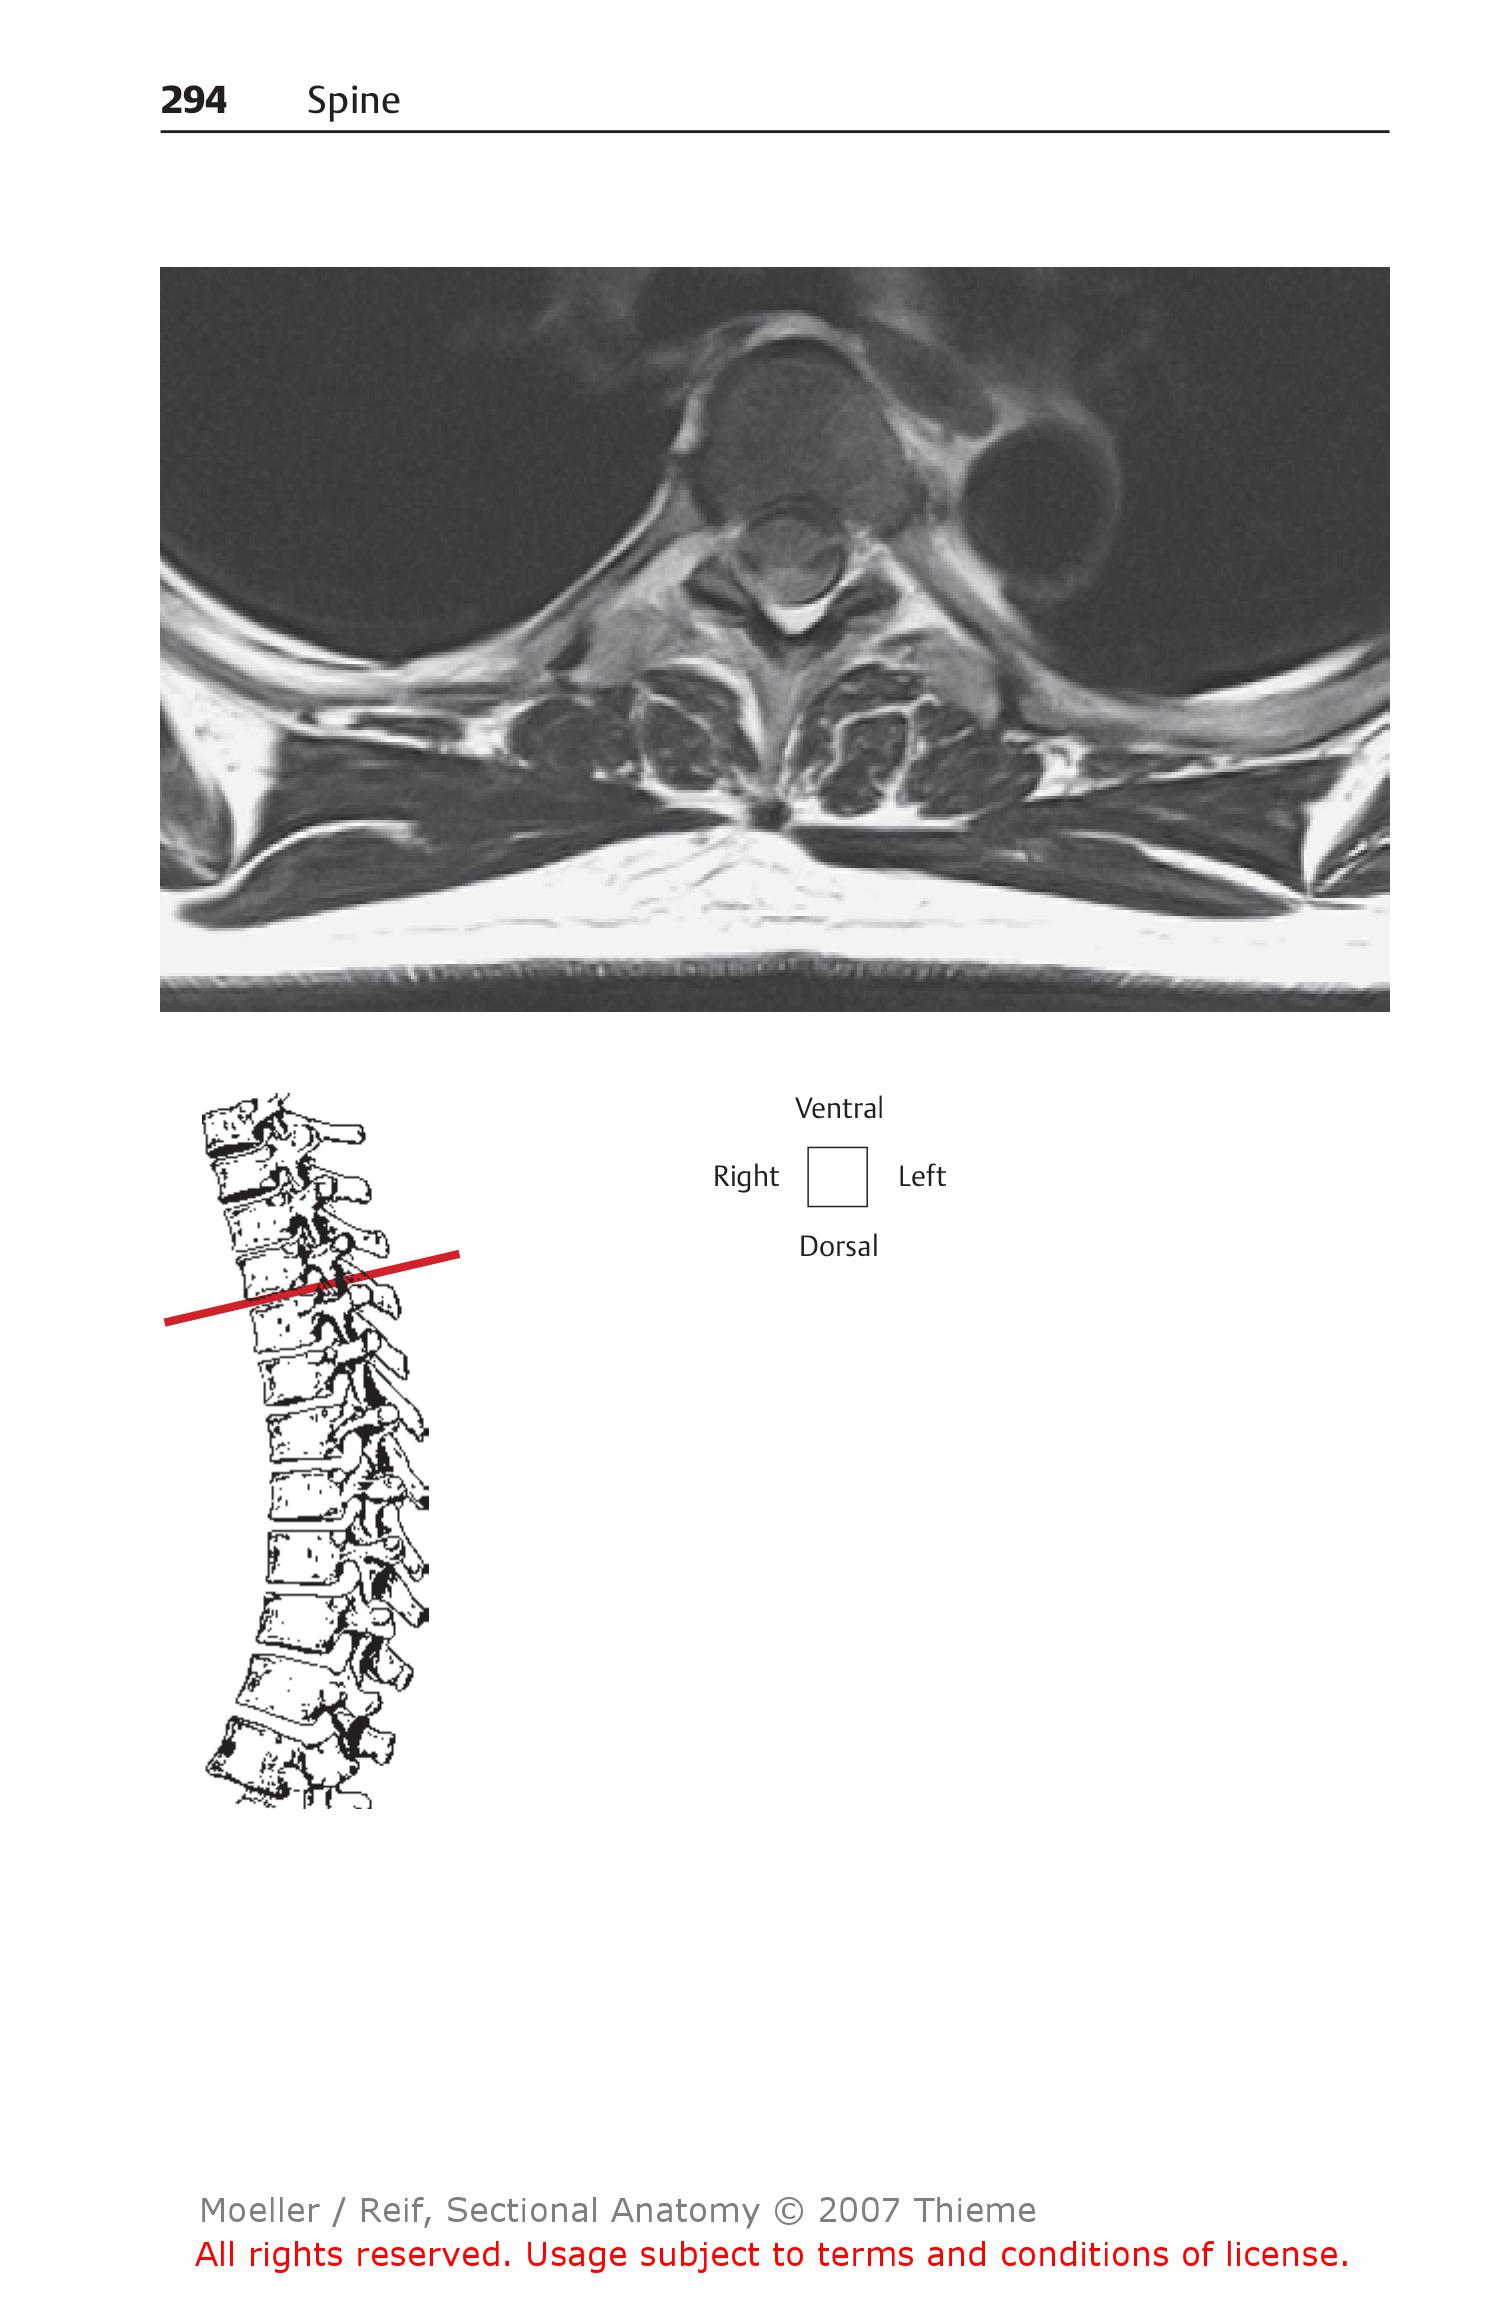 294 Spine
Ventral
Right Left
Dorsal
Moeller / Reif, Sectional Anatomy © 2007 Thieme
All rights reserved. Usage subject to terms and conditions of license.